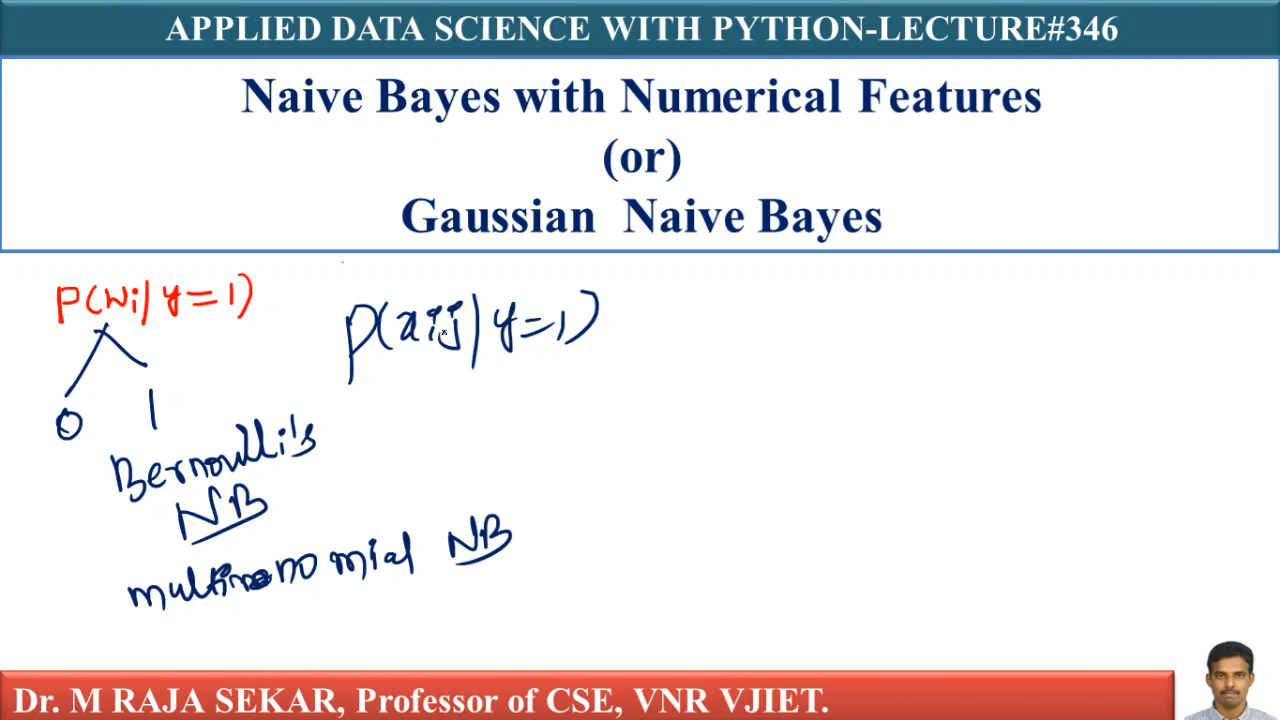 APPLIED DATA SCIENCE WITH PYTHON-LECTURE#346
Naive Bayes with Numerical Features
(or)
Gaussian Naive Bayes
P(wi|y=1)
P(xij|y=1)
0 1
Bernoulli's
NB
multinonomial NB
Dr. M RAJA SEKAR, Professor of CSE, VNR VJIET.